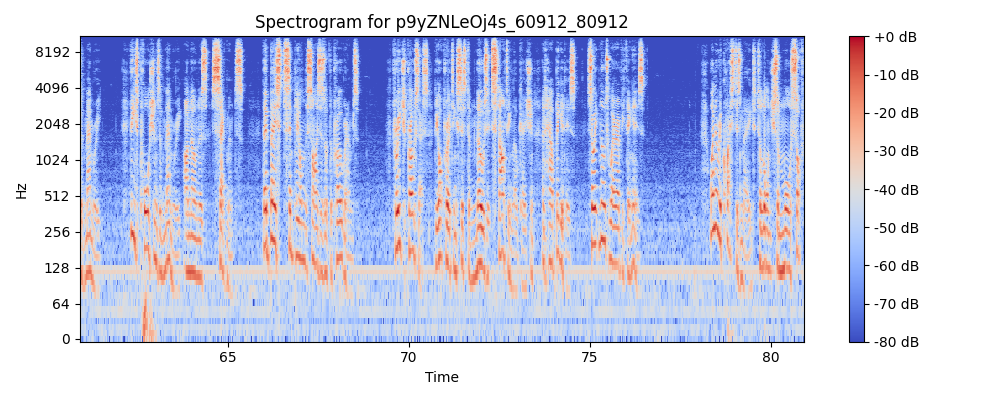 Spectrogram for p9yZNLeOj4s_60912_80912
8192
4096
2048
1024
512
256
128
64
0
Hz
65
70
75
80
Time
+0 dB
-10 dB
-20 dB
-30 dB
-40 dB
-50 dB
-60 dB
-70 dB
-80 dB